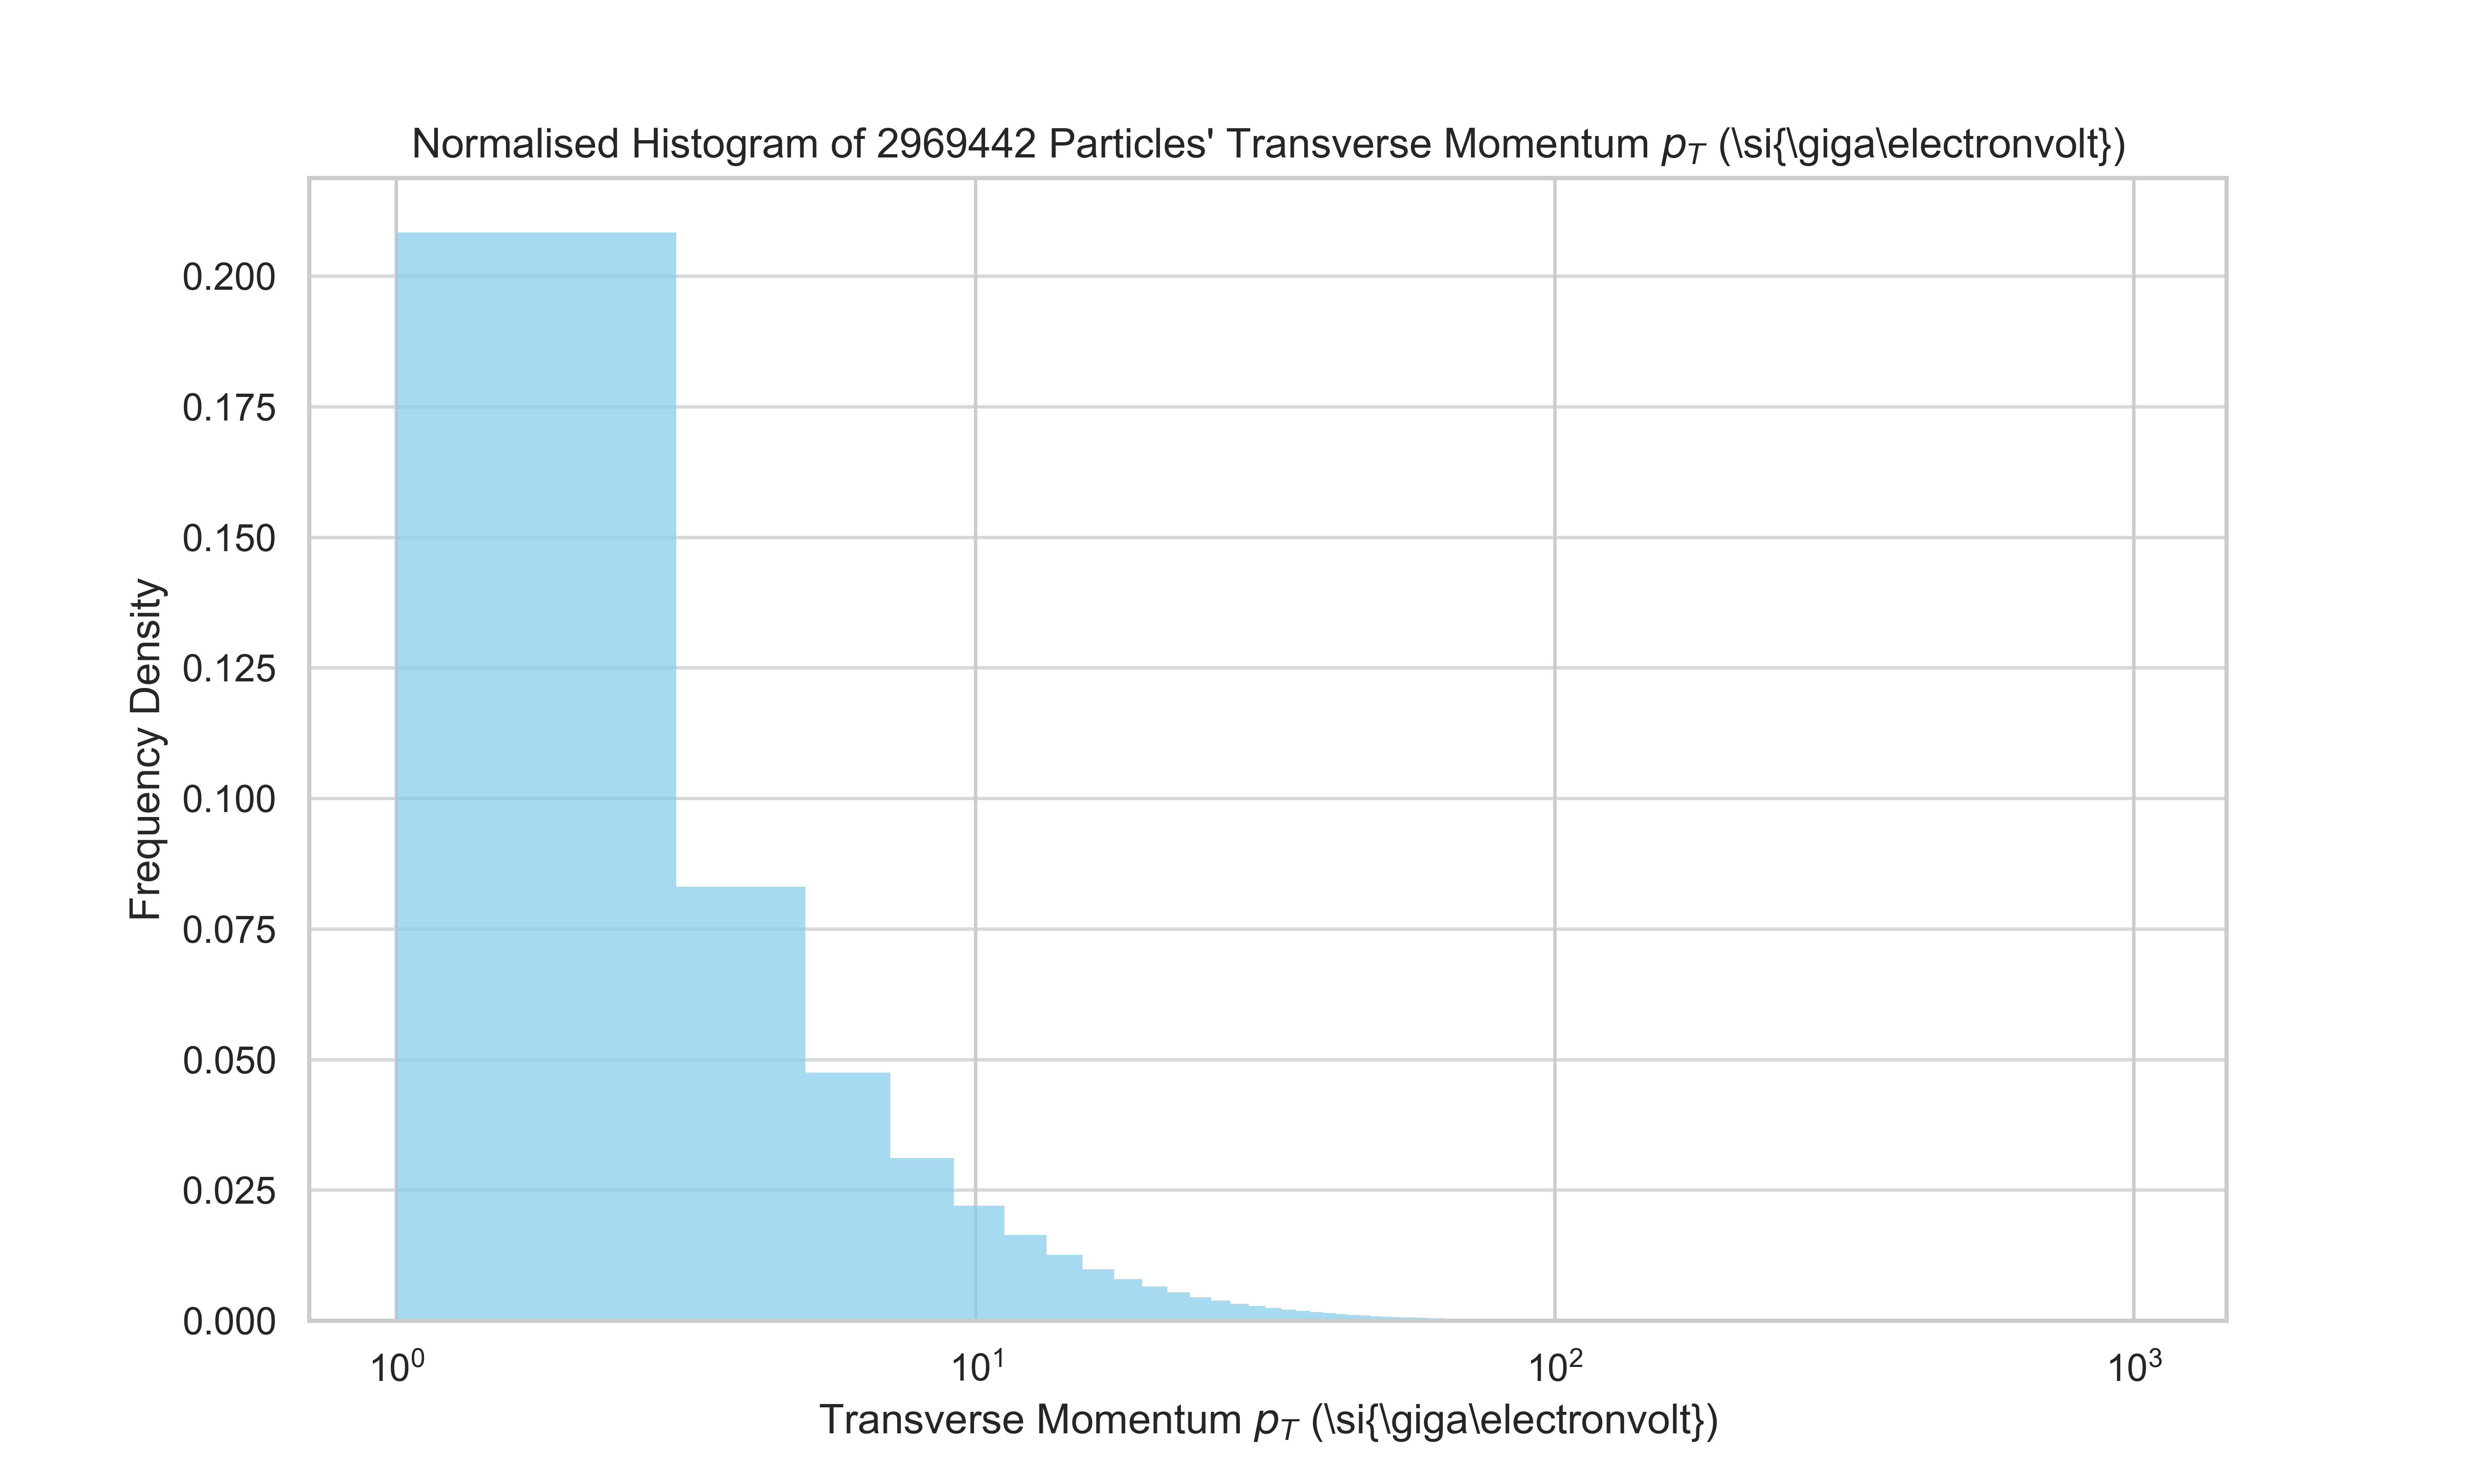 Normalised Histogram of 2969442 Particles' Transverse Momentum p_T (\si{\giga\electronvolt})
Frequency Density
0.200
0.175
0.150
0.125
0.100
0.075
0.050
0.025
0.000
10^0 10^1 10^2 10^3
Transverse Momentum p_T (\si{\giga\electronvolt})